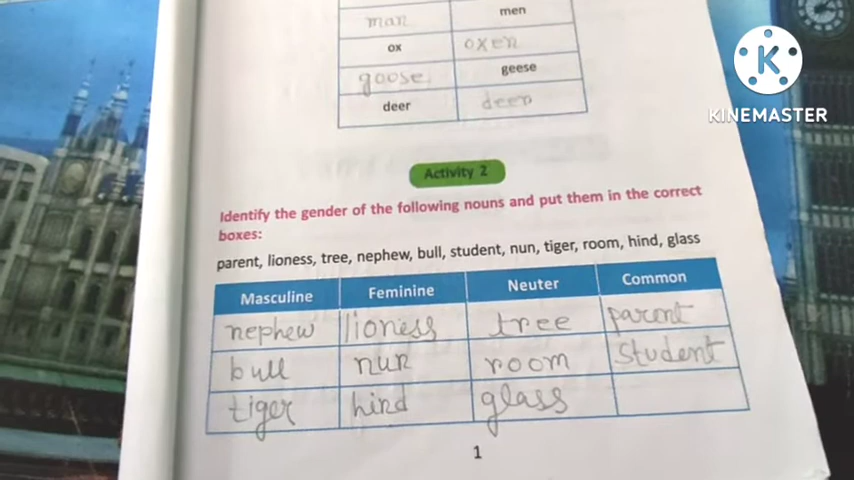 man men
ox oxen
goose geese
deer deer
Activity 2
Identify the gender of the following nouns and put them in the correct
boxes:
parent, lioness, tree, nephew, bull, student, nun, tiger, room, hind, glass
Masculine Feminine Neuter Common
nephew lioness tree parent
bull nun room student
tiger hind glass
1
K
KINEMASTER